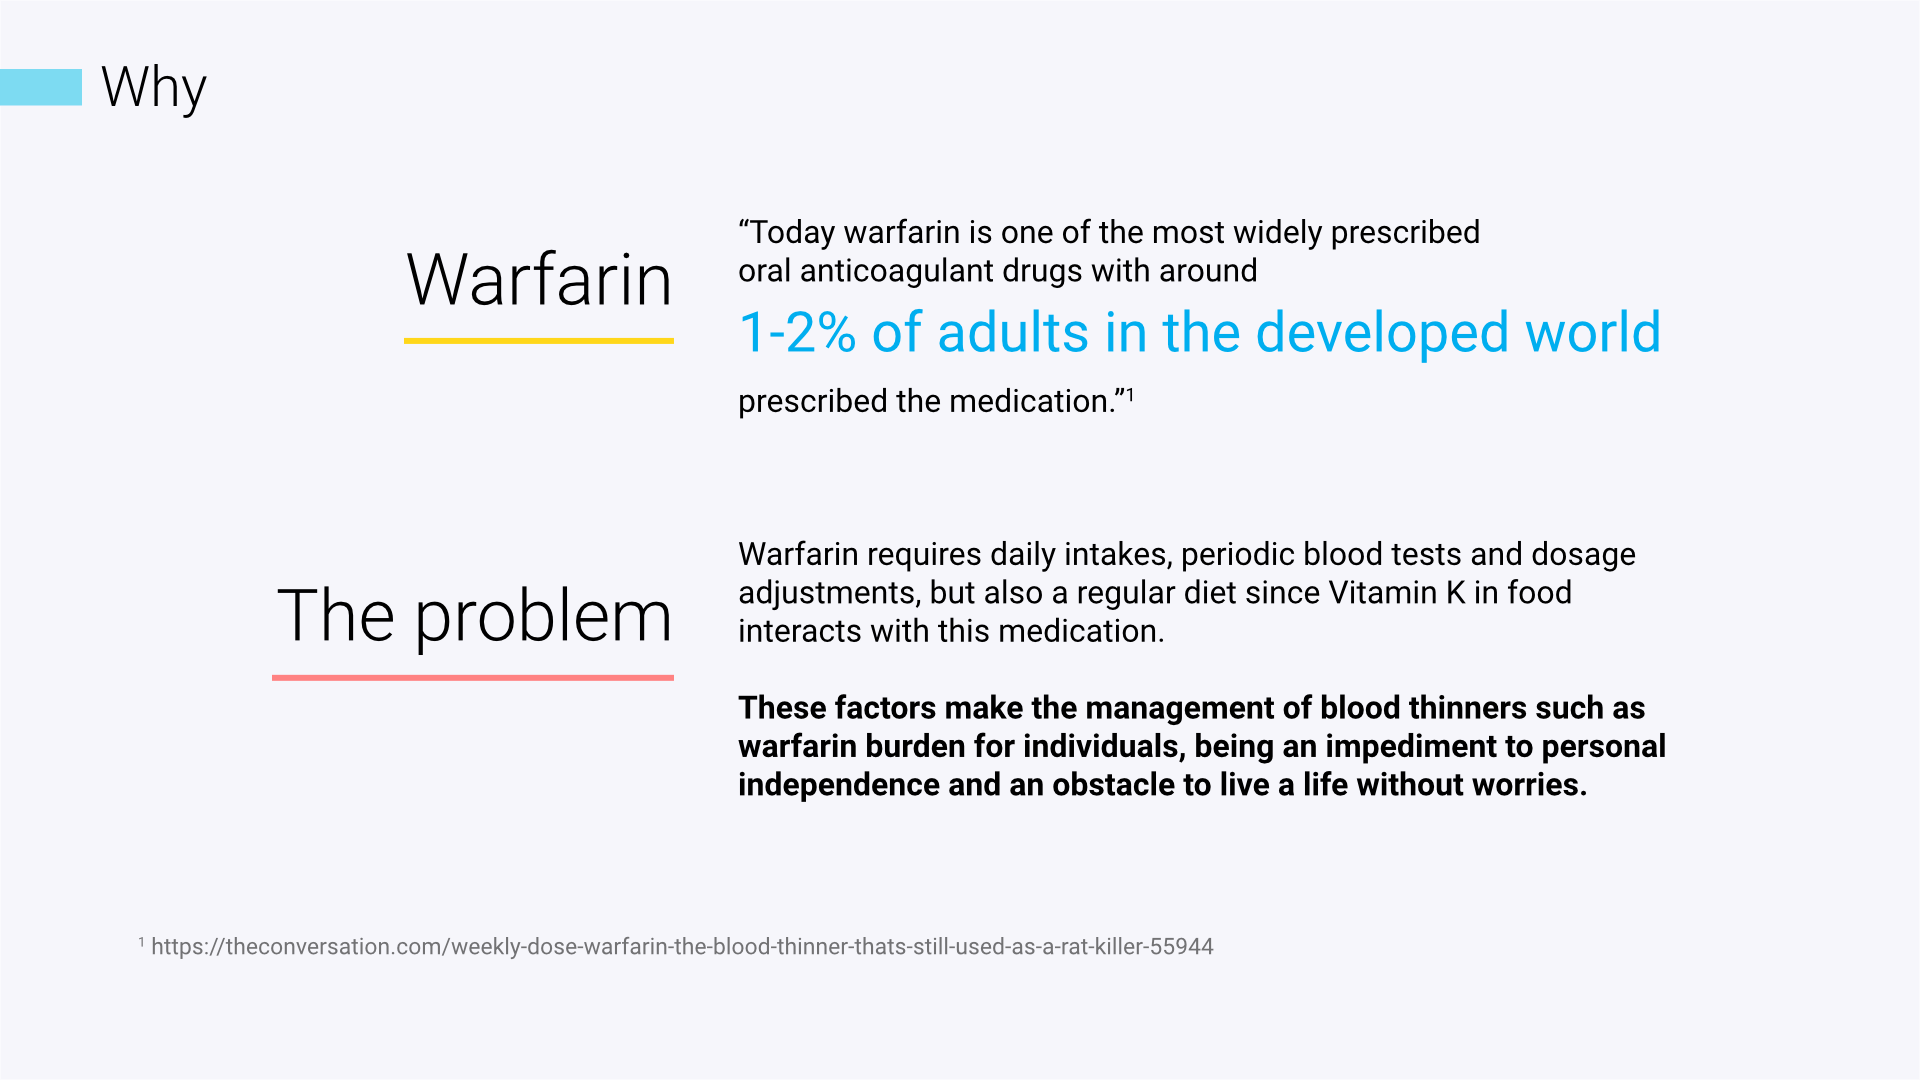 Why
Warfarin
“Today warfarin is one of the most widely prescribed
oral anticoagulant drugs with around
1-2% of adults in the developed world
prescribed the medication.”¹
The problem
Warfarin requires daily intakes, periodic blood tests and dosage
adjustments, but also a regular diet since Vitamin K in food
interacts with this medication.
These factors make the management of blood thinners such as
warfarin burden for individuals, being an impediment to personal
independence and an obstacle to live a life without worries.
¹ https://theconversation.com/weekly-dose-warfarin-the-blood-thinner-thats-still-used-as-a-rat-killer-55944